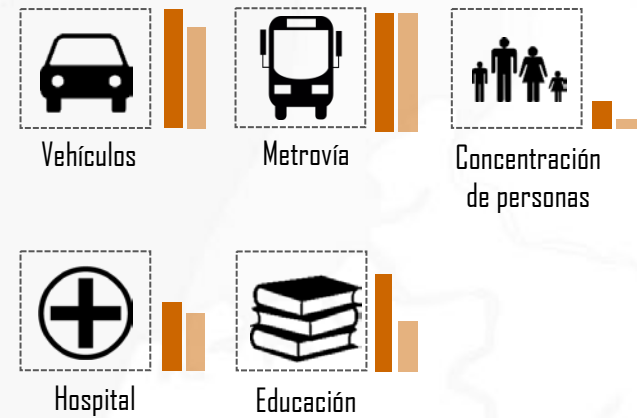 Vehículos
Metrovía
Concentración
de personas
Hospital
Educación